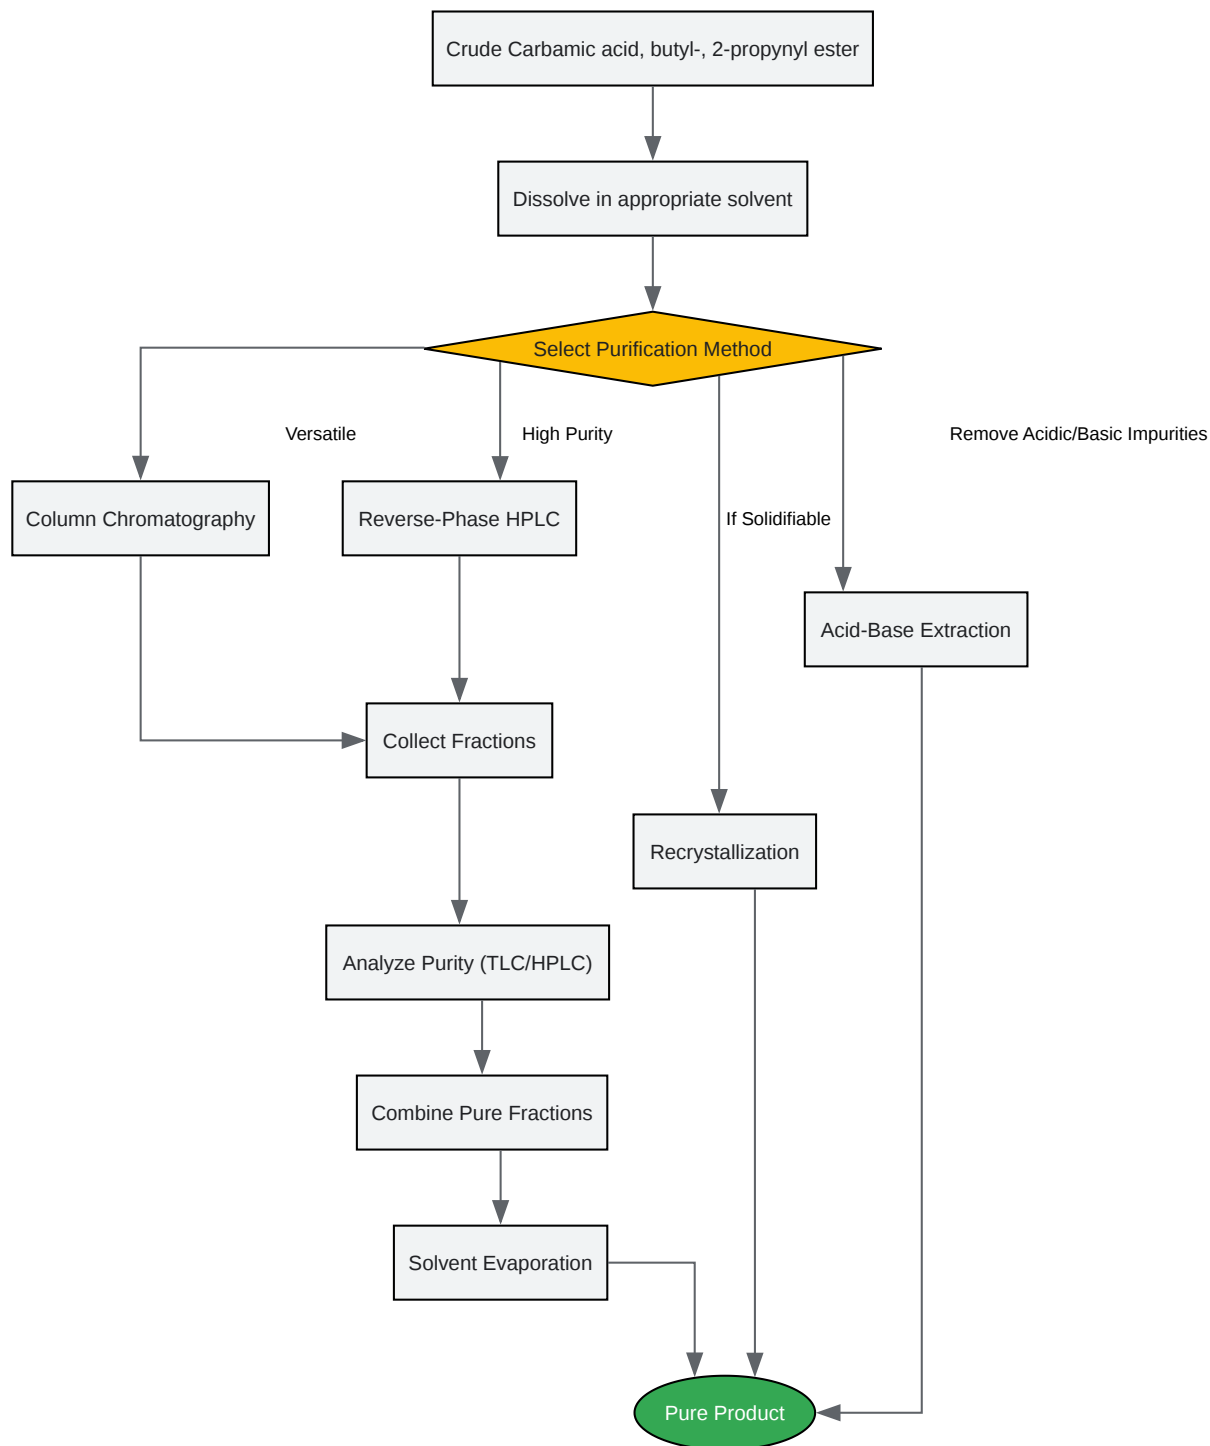 Crude Carbamic acid, butyl-, 2-propynyl ester
Dissolve in appropriate solvent
Select Purification Method
Versatile
High Purity
Remove Acidic/Basic Impurities
Column Chromatography
Reverse-Phase HPLC
If Solidifiable
Acid-Base Extraction
Collect Fractions
Recrystallization
Analyze Purity (TLC/HPLC)
Combine Pure Fractions
Solvent Evaporation
Pure Product